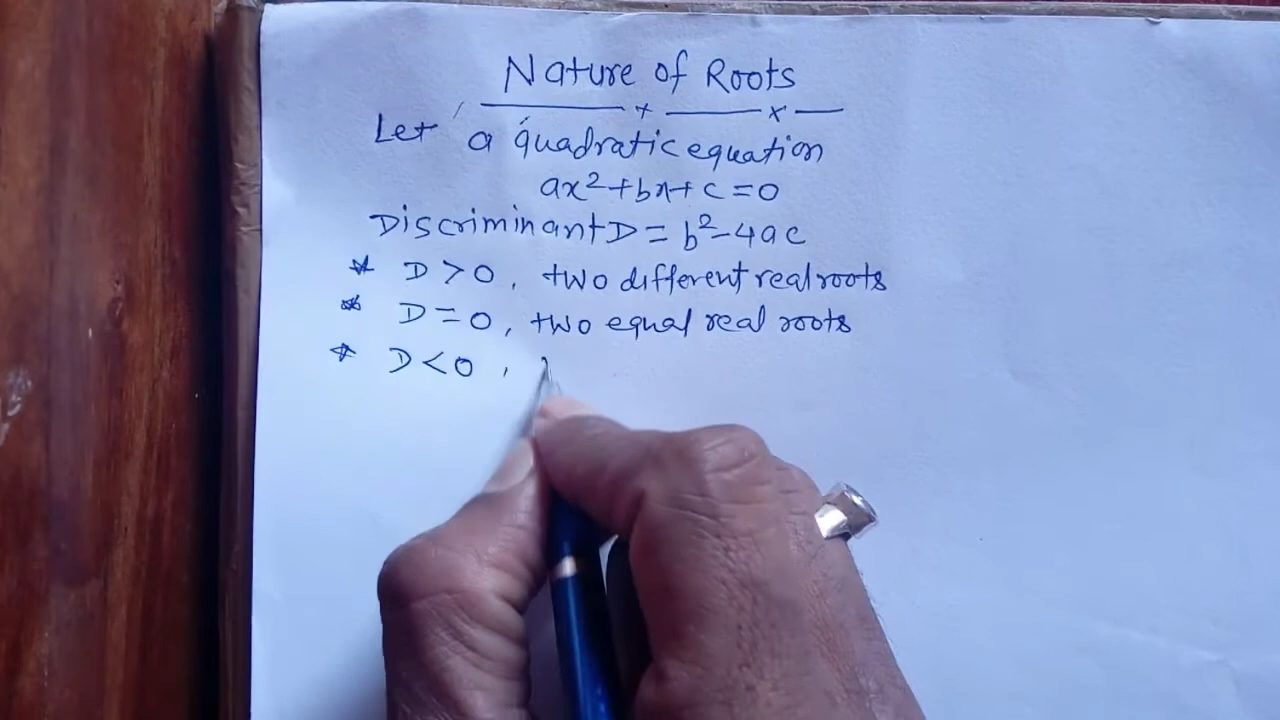 Nature of Roots
Let a quadratic equation
ax²+bx+c=0
Discriminant D=b²-4ac
* D>0, two different real roots
* D=0, two equal real roots
* D<0,